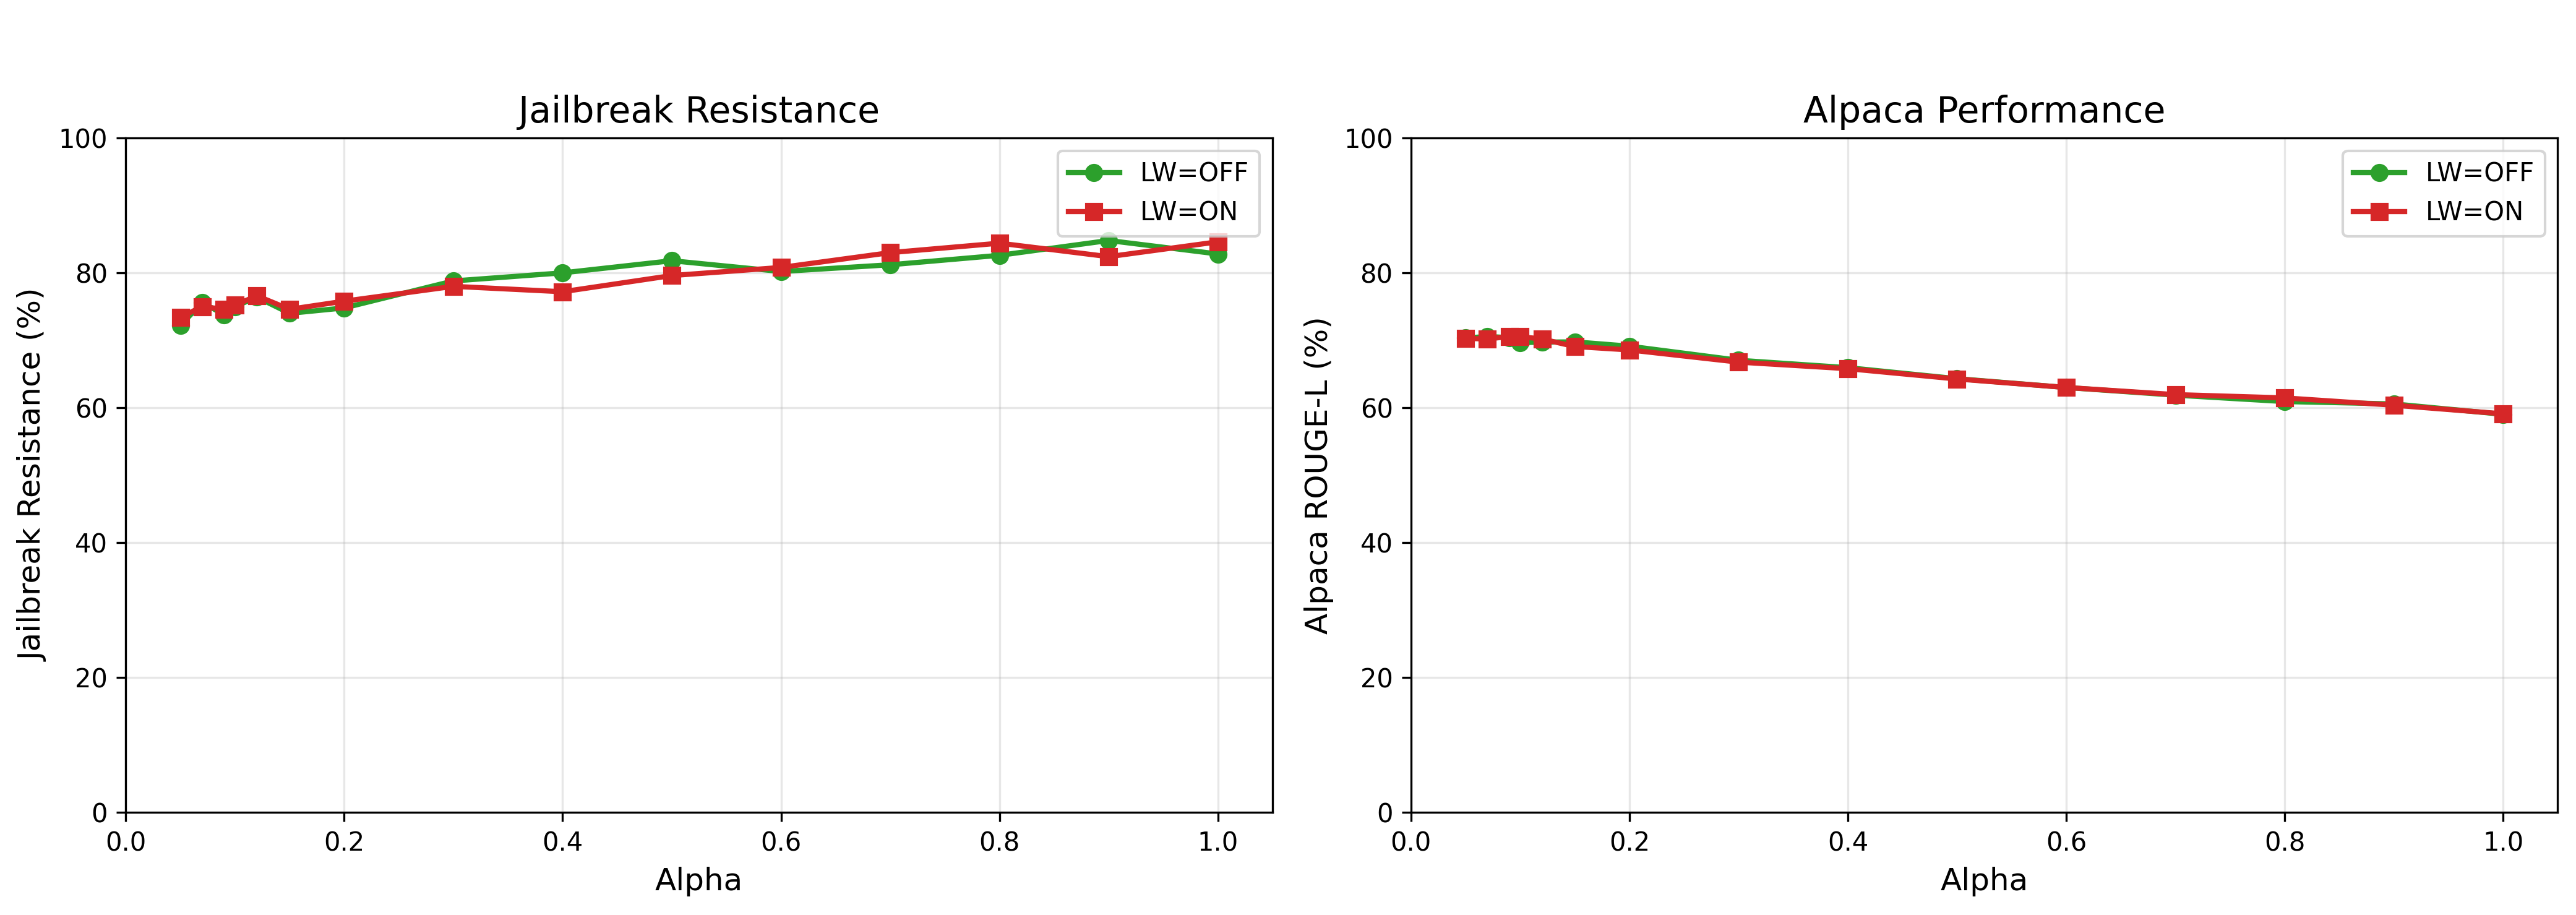 Jailbreak Resistance
100
80
60
40
20
0
Jailbreak Resistance (%)
LW=OFF
LW=ON
0.0 0.2 0.4 0.6 0.8 1.0
Alpha
Alpaca Performance
100
80
60
40
20
0
Alpaca ROUGE-L (%)
LW=OFF
LW=ON
0.0 0.2 0.4 0.6 0.8 1.0
Alpha